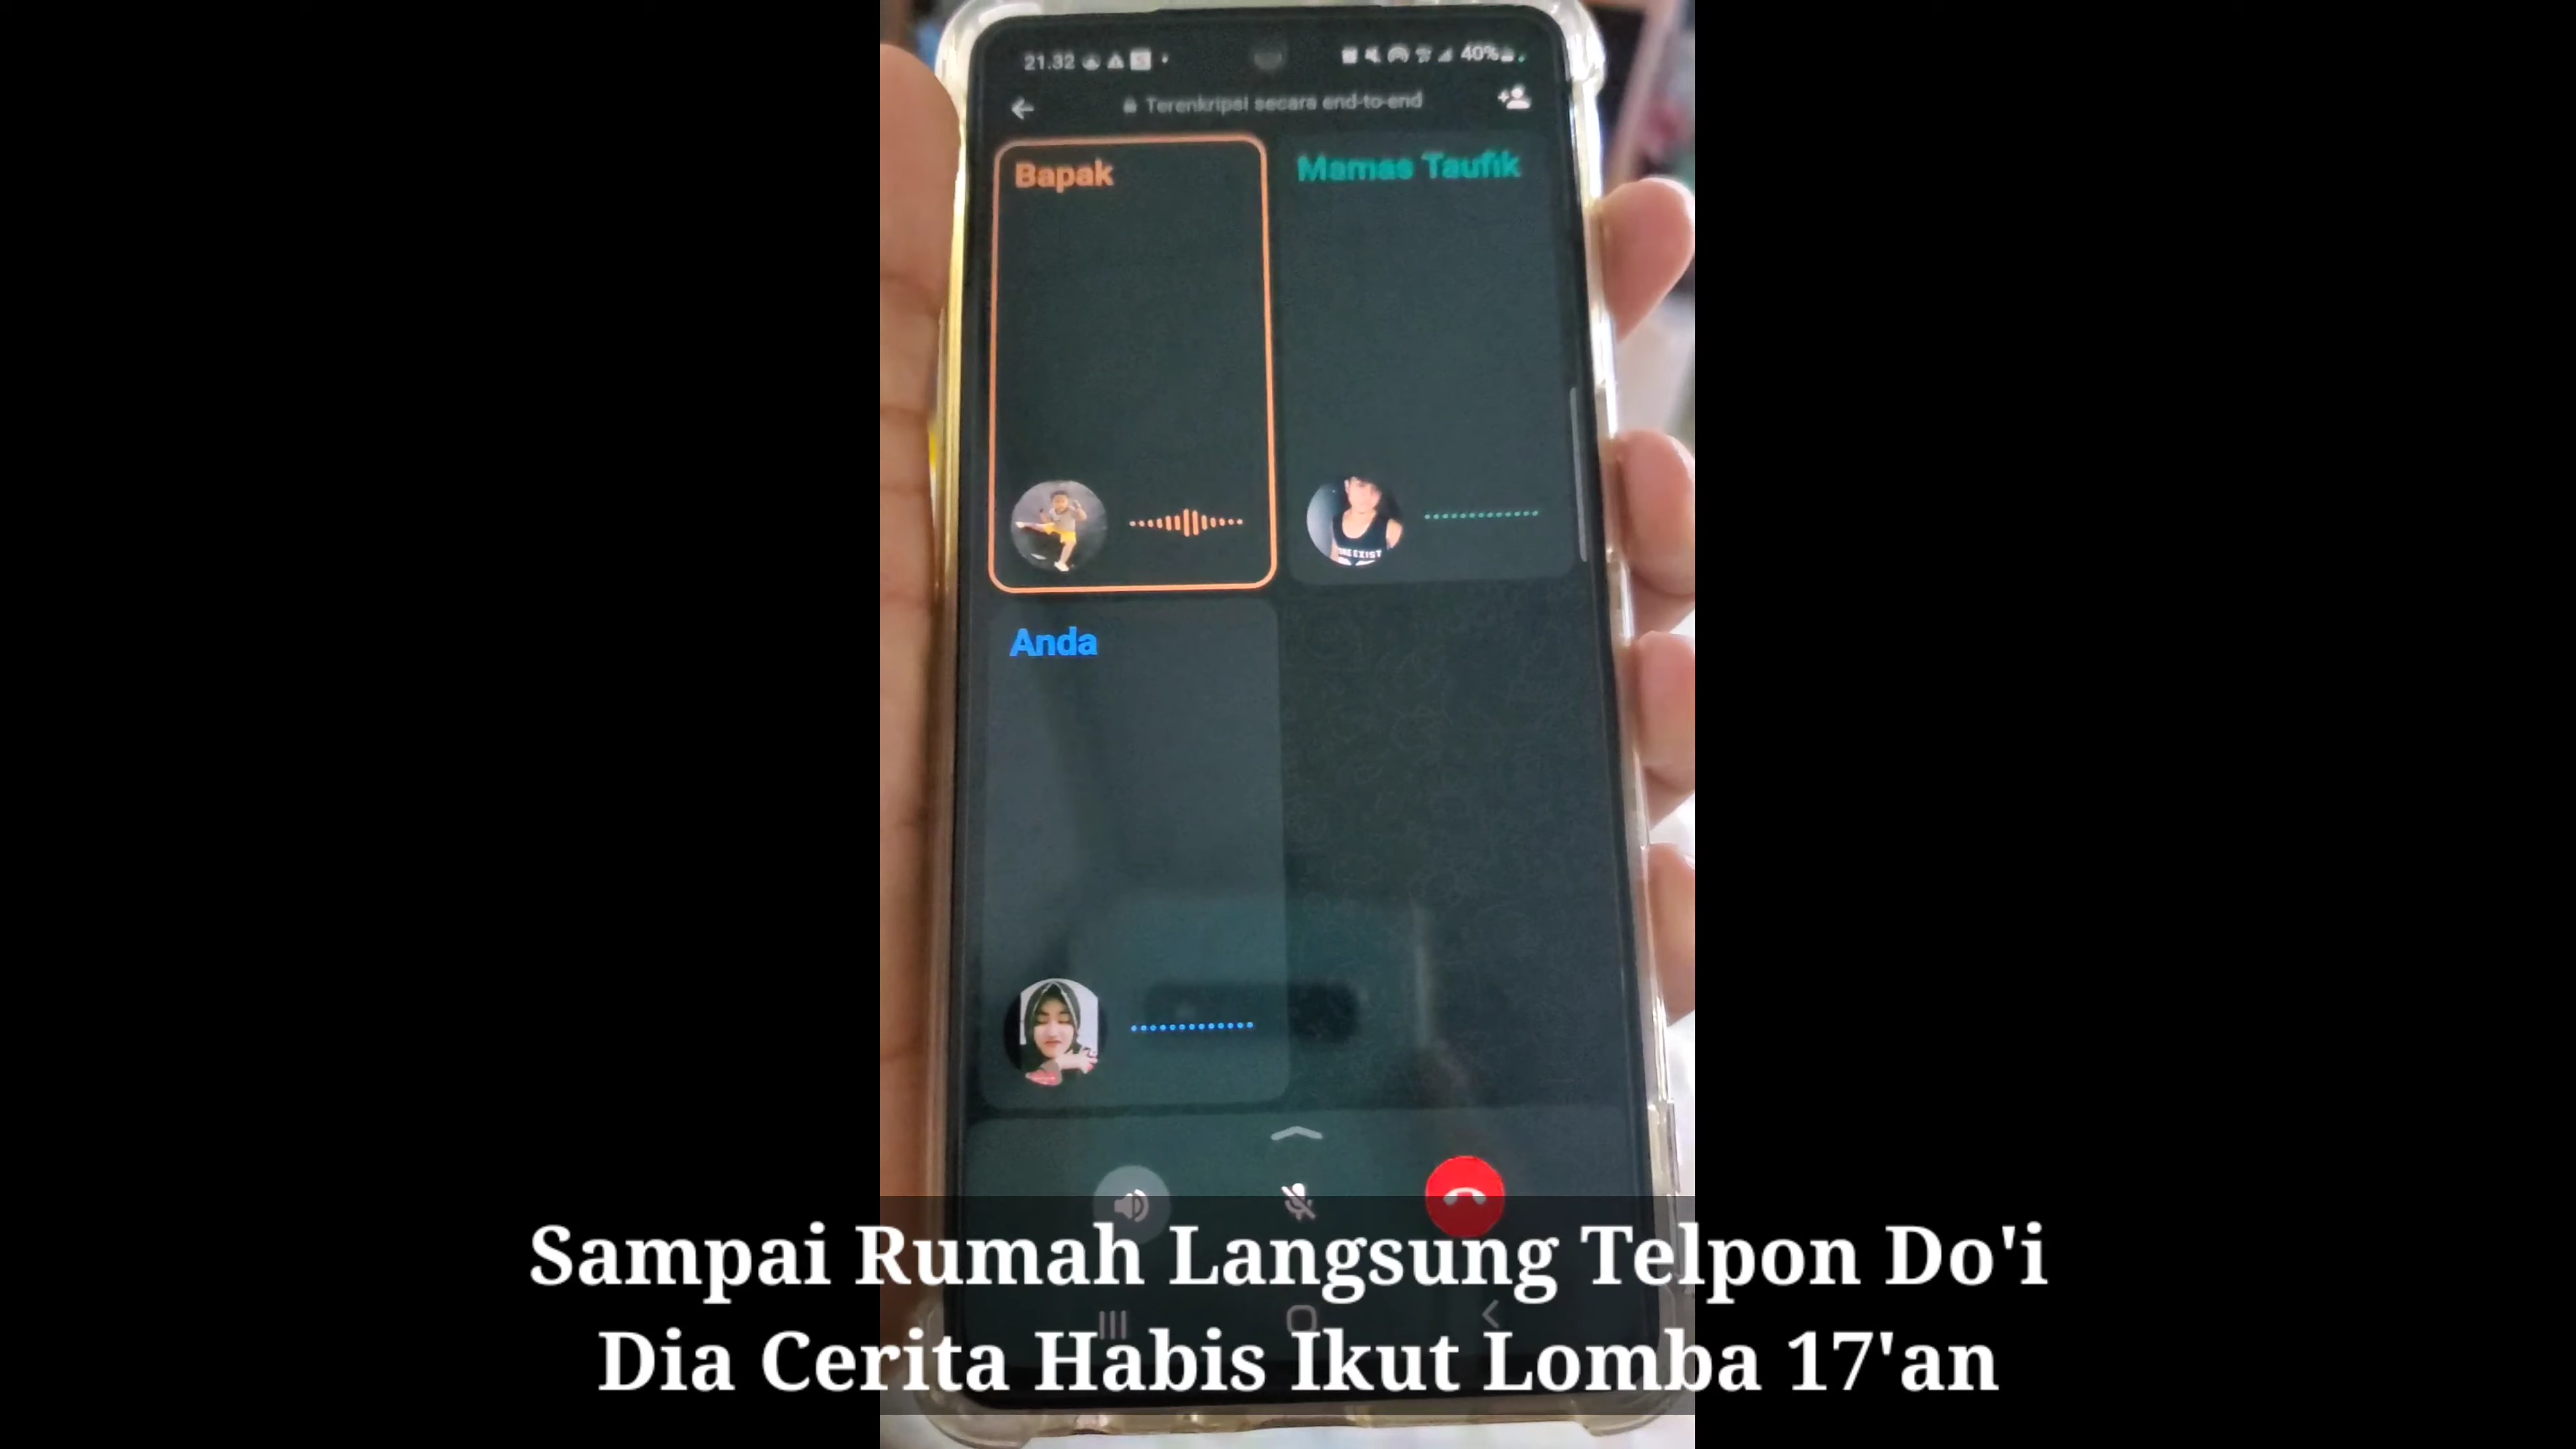 21.32
40%
Terenkripsi secara end-to-end
Bapak
Mamas Taufik
Anda
Sampai Rumah Langsung Telpon Do'i
Dia Cerita Habis Ikut Lomba 17'an